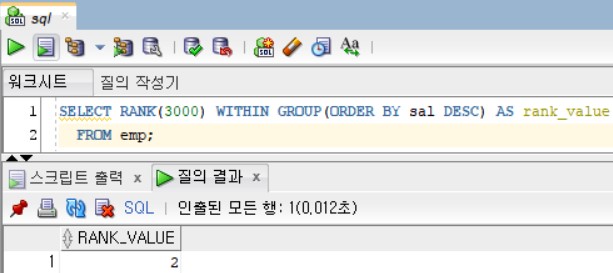 sql
워크시트 질의 작성기
1 SELECT RANK(3000) WITHIN GROUP(ORDER BY sal DESC) AS rank_value
2 FROM emp;
스크립트 출력 x 질의 결과 x
SQL | 인출된 모든 행: 1(0,012초)
RANK_VALUE
1 2